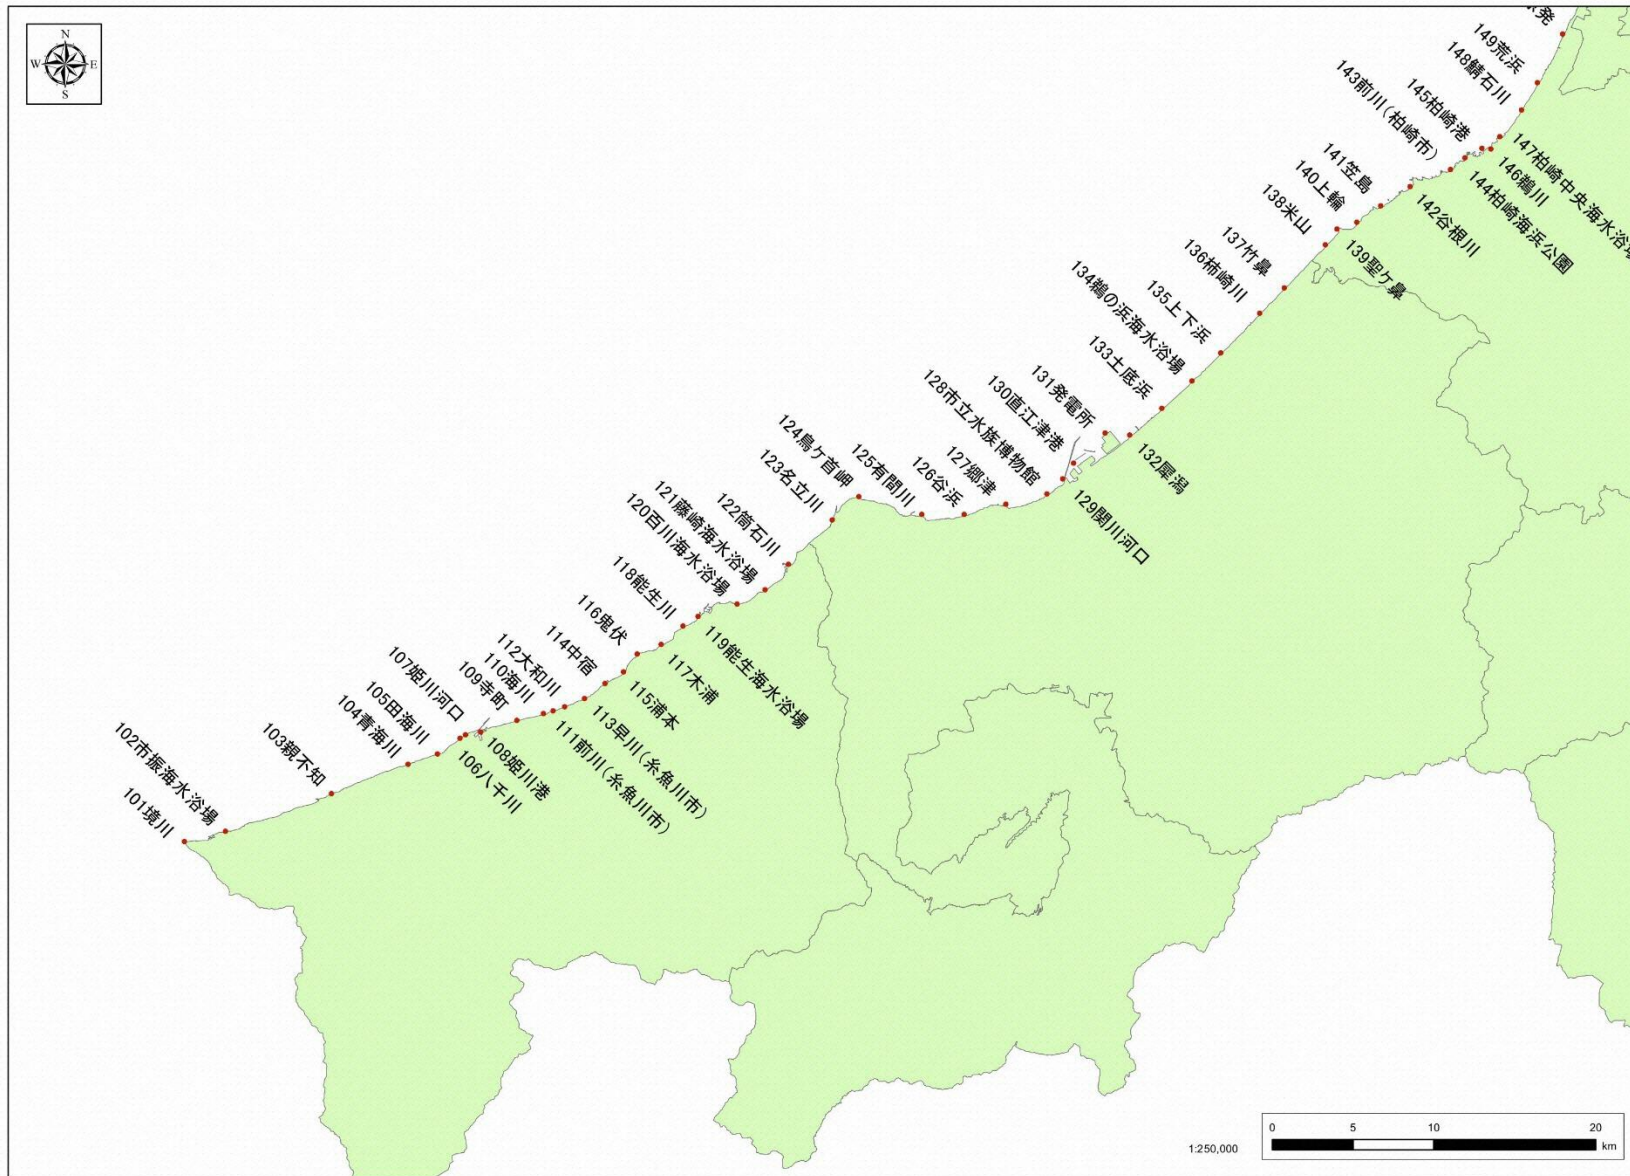 N
W
E
S
101境川
102市振海水浴場
103親不知
104青海川
105田海川
106八千川
107姫川河口
108姫川港
109寺町
110海川
111前川(糸魚川市)
112大和川
113早川(糸魚川市)
114中宿
115浦本
116鬼伏
117木浦
118能生川
119能生海水浴場
120百川海水浴場
121藤崎海水浴場
122筒石川
123名立川
124鳥ケ首岬
125有間川
126谷浜
127郷津
128市立水族博物館
129関川河口
130直江津港
131発電所
132犀潟
133土底浜
134鵜の浜海水浴場
135上下浜
136柿崎川
137竹鼻
138米山
139聖ケ鼻
140上輪
141笠島
142谷根川
143前川(柏崎市)
144柏崎海浜公園
145柏崎港
146鵜川
147柏崎中央海水浴場
148鯖石川
149荒浜
発
1:250,000
0 5 10 20
km